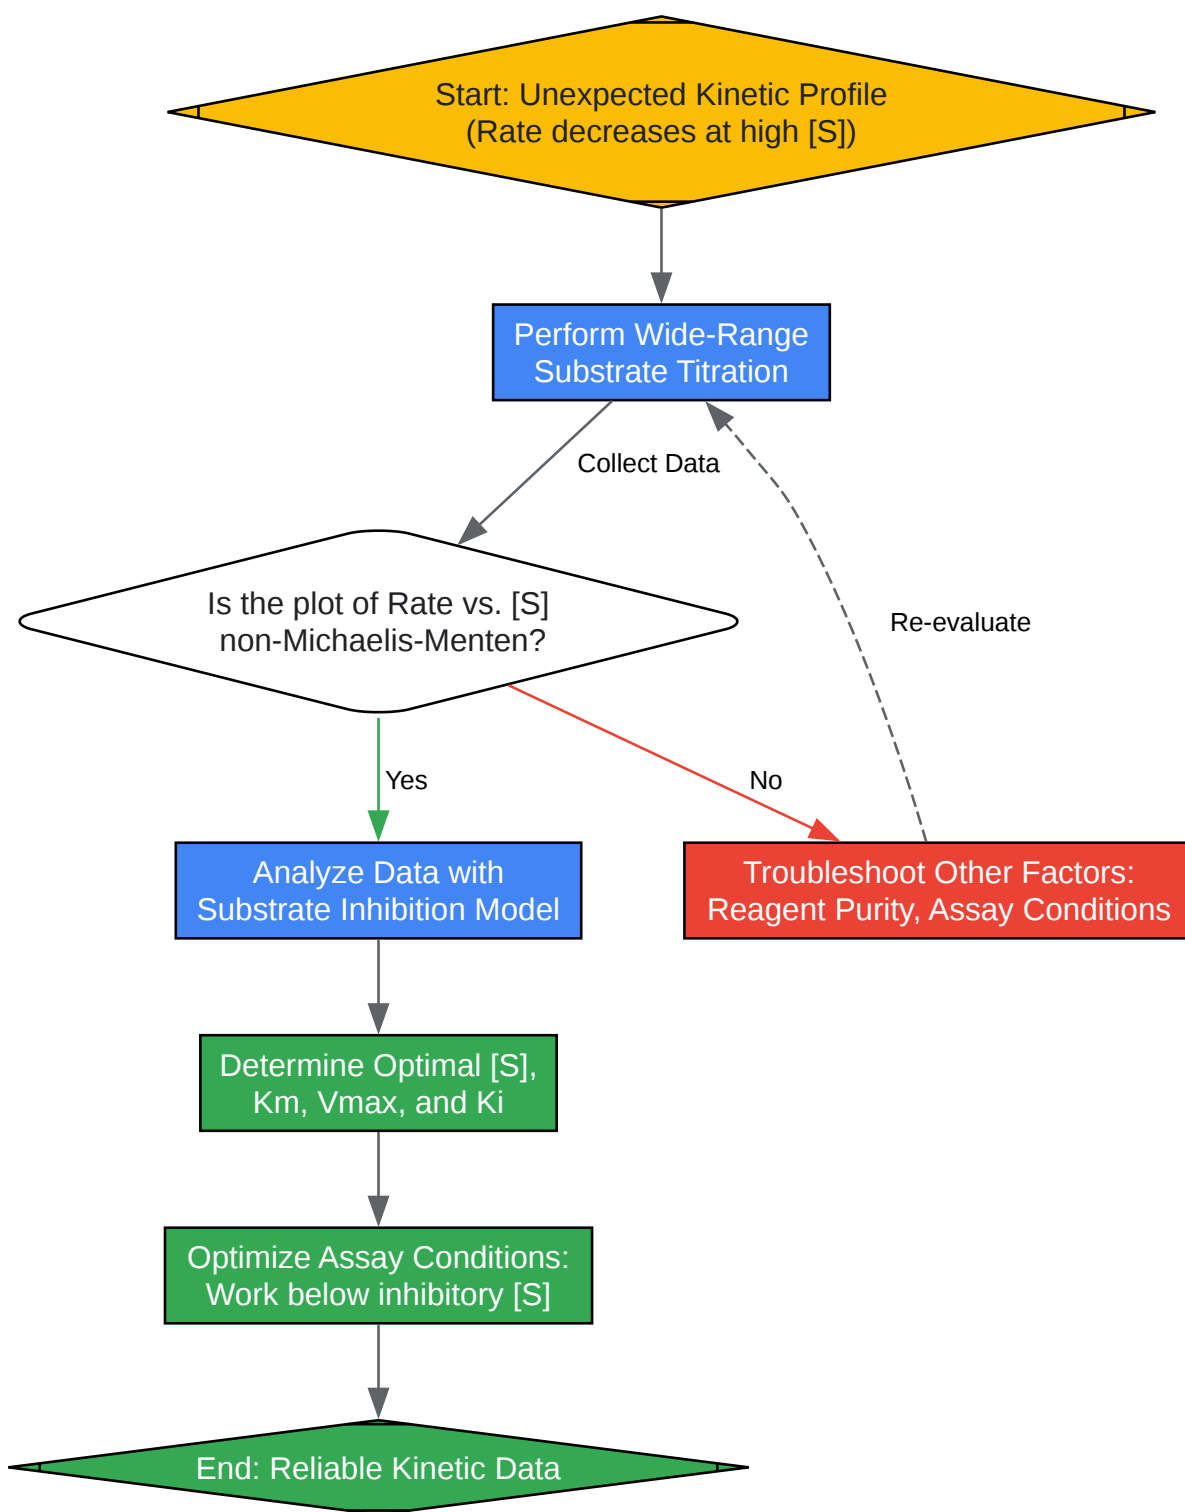 Start: Unexpected Kinetic Profile
(Rate decreases at high [S])
Perform Wide-Range
Substrate Titration
Collect Data
Is the plot of Rate vs. [S]
non-Michaelis-Menten?
Re-evaluate
Yes
No
Analyze Data with
Substrate Inhibition Model
Troubleshoot Other Factors:
Reagent Purity, Assay Conditions
Determine Optimal [S],
Km, Vmax, and Ki
Optimize Assay Conditions:
Work below inhibitory [S]
End: Reliable Kinetic Data